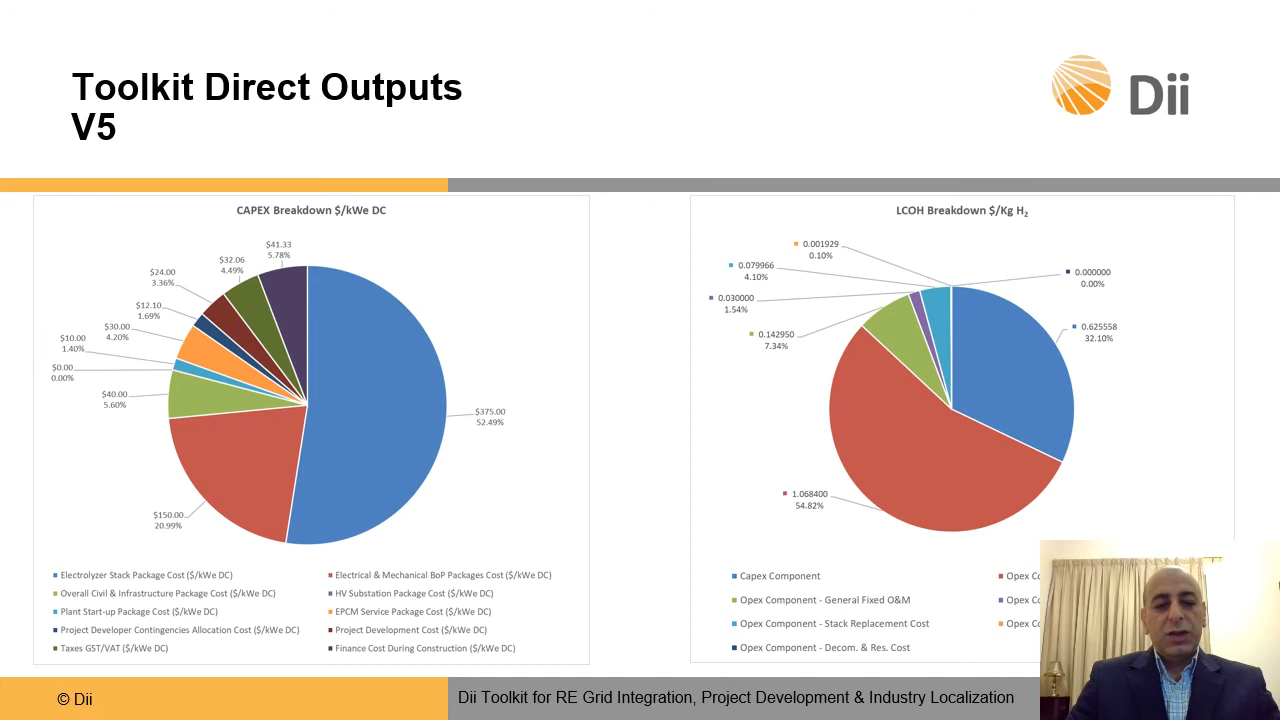 Toolkit Direct Outputs
V5
Dii
CAPEX Breakdown $/kWe DC
$41.33
5.78%
$32.06
4.49%
$24.00
3.36%
$12.10
1.69%
$30.00
4.20%
$10.00
1.40%
$0.00
0.00%
$40.00
5.60%
$375.00
52.49%
$150.00
20.99%
Electrolyzer Stack Package Cost ($/kWe DC)
Electrical & Mechanical BoP Packages Cost ($/kWe DC)
Overall Civil & Infrastructure Package Cost ($/kWe DC)
HV Substation Package Cost ($/kWe DC)
Plant Start-up Package Cost ($/kWe DC)
EPCM Service Package Cost ($/kWe DC)
Project Developer Contingencies Allocation Cost ($/kWe DC)
Project Development Cost ($/kWe DC)
Taxes GST/VAT ($/kWe DC)
Finance Cost During Construction ($/kWe DC)
LCOH Breakdown $/Kg H₂
0.001929
0.10%
0.079966
4.10%
0.000000
0.00%
0.030000
1.54%
0.625558
32.10%
0.142950
7.34%
1.068400
54.82%
Capex Component
Opex Co
Opex Component - General Fixed O&M
Opex Co
Opex Component - Stack Replacement Cost
Opex Co
Opex Component - Decom. & Res. Cost
© Dii
Dii Toolkit for RE Grid Integration, Project Development & Industry Localization